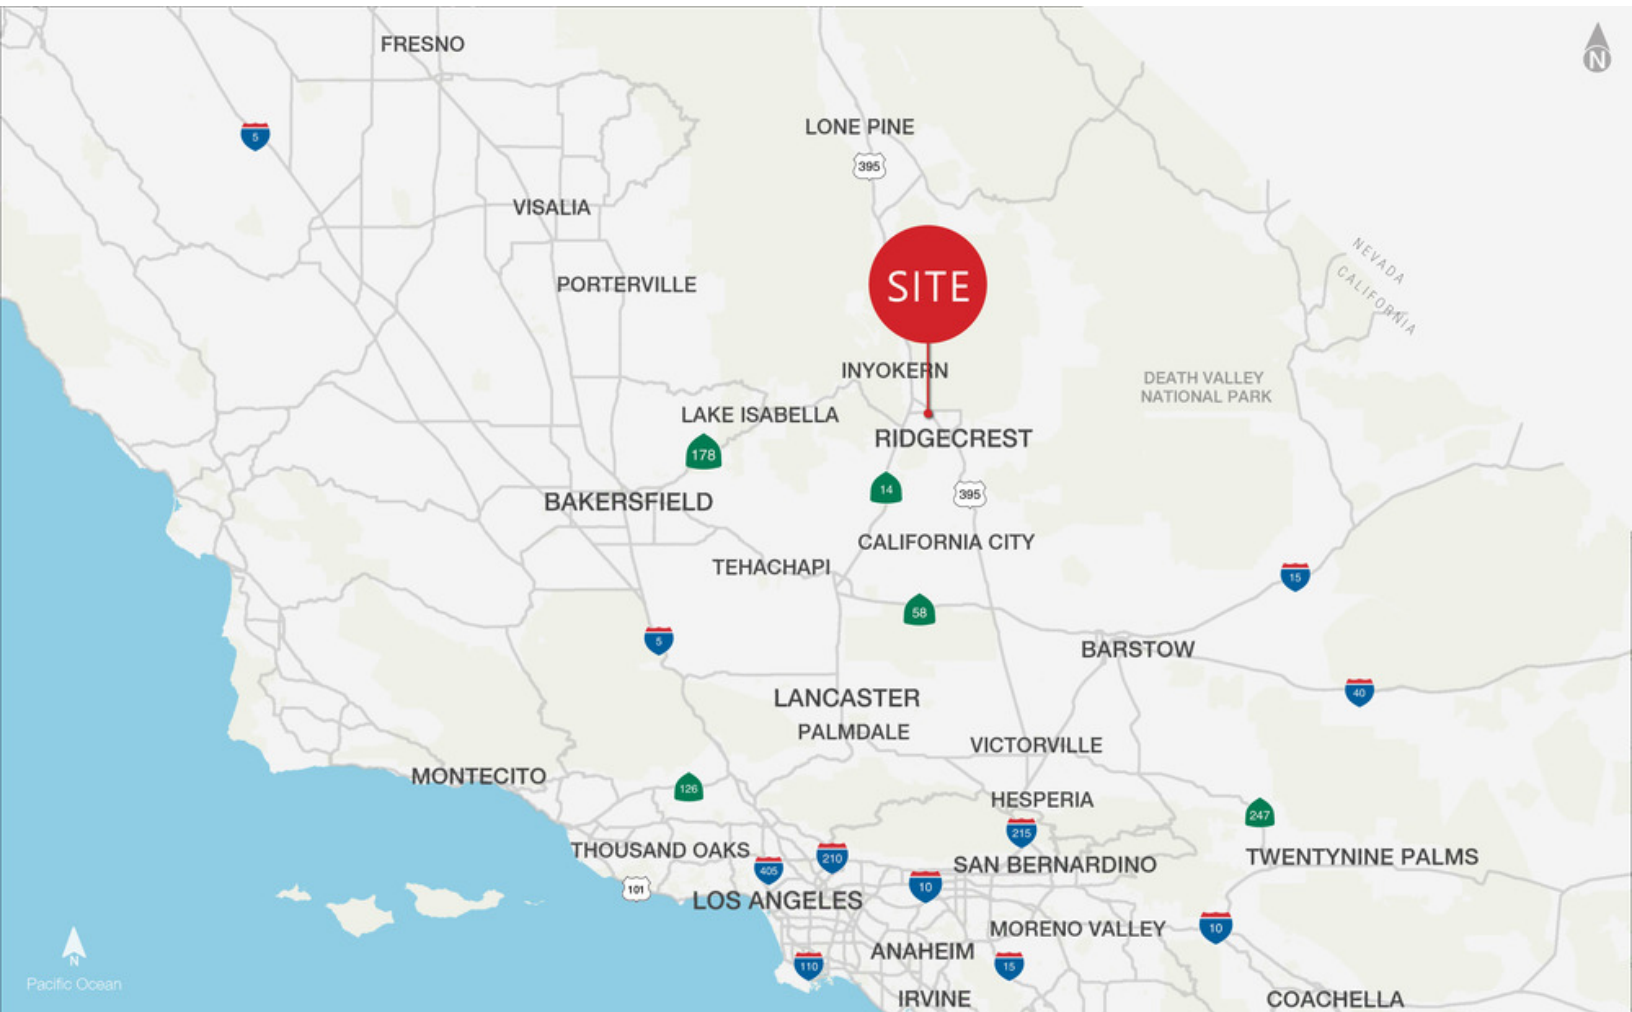 FRESNO
N
5
LONE PINE
395
VISALIA
NEVADA
CALIFORNIA
SITE
PORTERVILLE
INYOKERN
DEATH VALLEY
NATIONAL PARK
LAKE ISABELLA
RIDGECREST
178
14
395
BAKERSFIELD
CALIFORNIA CITY
TEHACHAPI
15
58
5
BARSTOW
40
LANCASTER
PALMDALE
VICTORVILLE
MONTECITO
126
HESPERIA
247
215
THOUSAND OAKS
405
210
SAN BERNARDINO
TWENTYNINE PALMS
101
10
LOS ANGELES
MORENO VALLEY
10
ANAHEIM
N
110
15
Pacific Ocean
IRVINE
COACHELLA